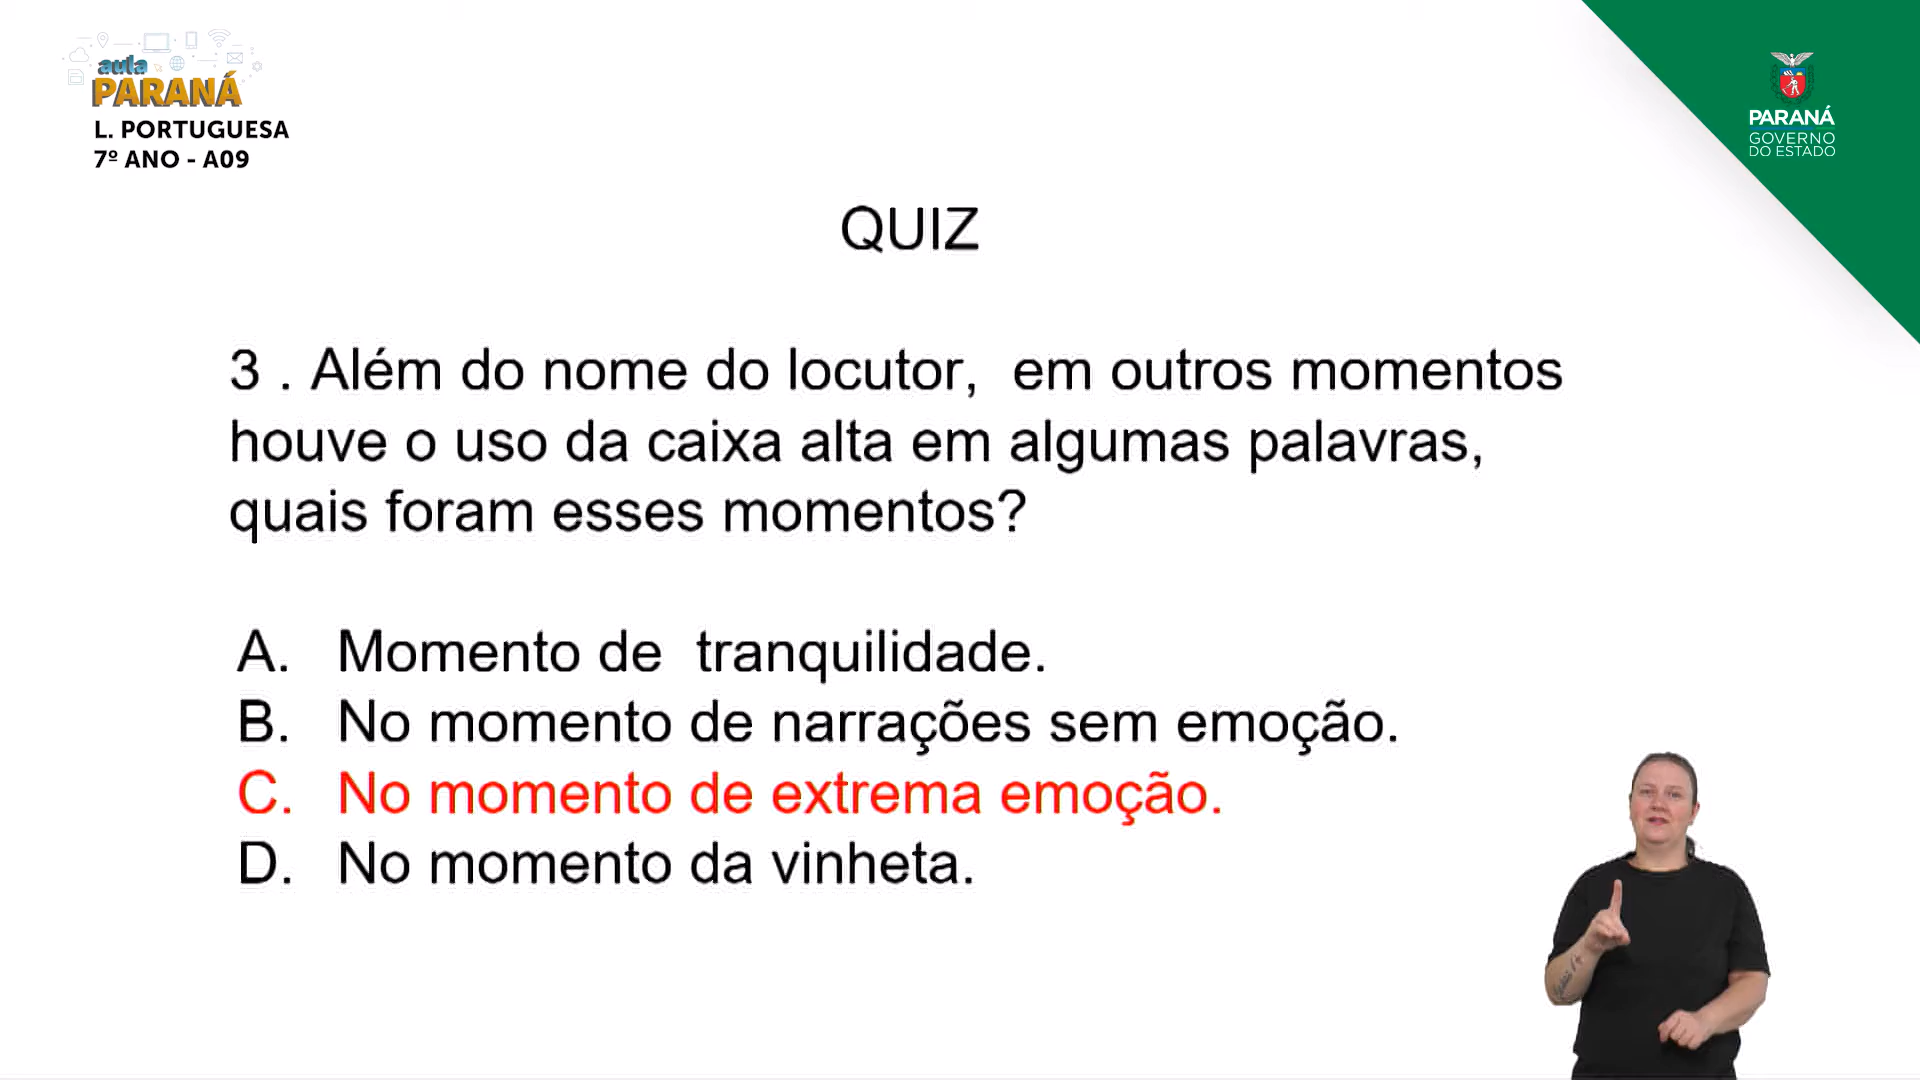 aula
PARANÁ
L. PORTUGUESA
7º ANO - A09
PARANÁ
GOVERNO
DO ESTADO
QUIZ
3 . Além do nome do locutor,  em outros momentos
houve o uso da caixa alta em algumas palavras,
quais foram esses momentos?
A. Momento de  tranquilidade.
B. No momento de narrações sem emoção.
C. No momento de extrema emoção.
D. No momento da vinheta.